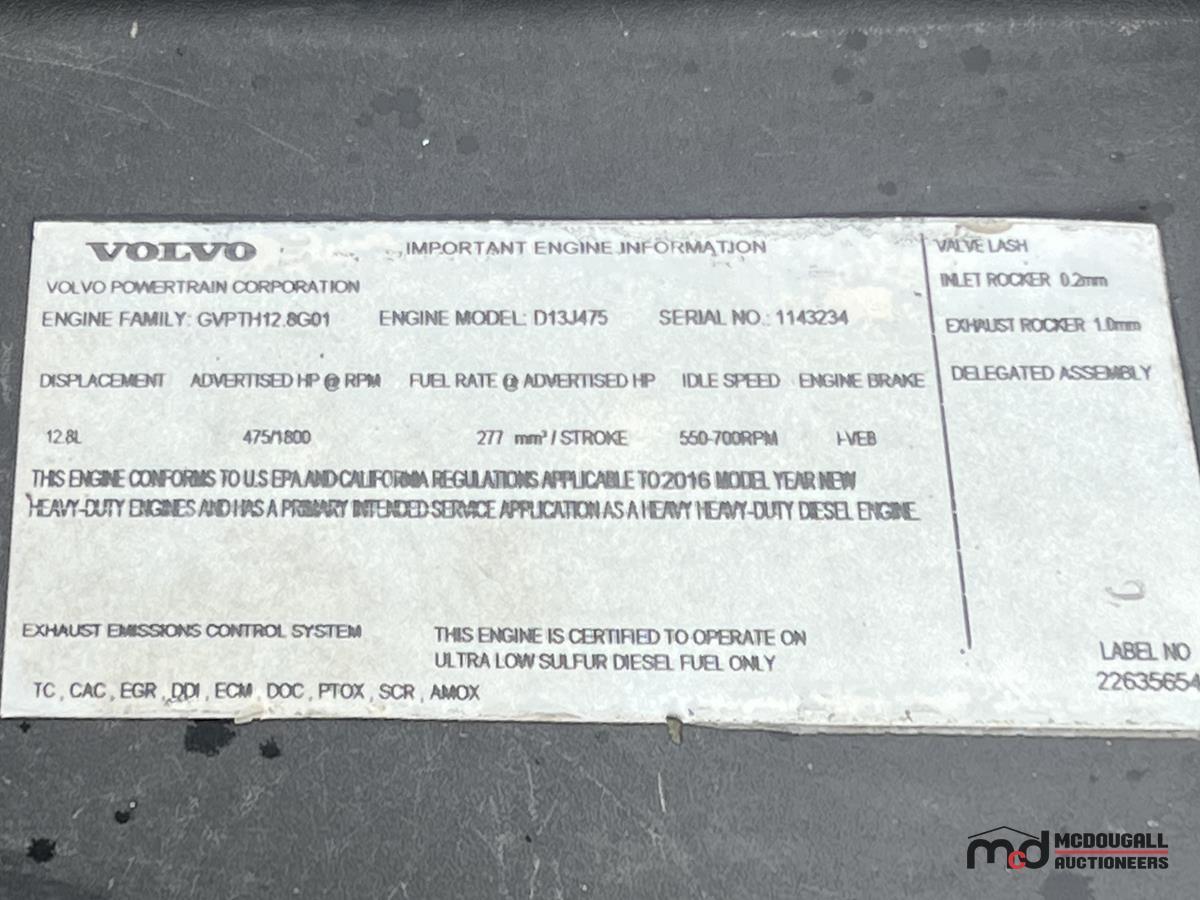 VOLVO
IMPORTANT ENGINE INFORMATION
VOLVO POWERTRAIN CORPORATION
ENGINE FAMILY: GVPTH12.8G01 ENGINE MODEL: D13J475 SERIAL NO.: 1143234
DISPLACEMENT ADVERTISED HP @ RPM FUEL RATE @ ADVERTISED HP IDLE SPEED ENGINE BRAKE
12.8L 475/1800 277 mm³ / STROKE 550-700RPM I-VEB
THIS ENGINE CONFORMS TO U.S EPA AND CALIFORMA REGULATIONS APPLICABLE TO 2016 MODEL YEAR NEW
HEAVY-DUTY ENGINES AND HAS A PRIMARY INTENDED SERVICE APPLICATION AS A HEAVY HEAVY-DUTY DIESEL ENGINE.
EXHAUST EMISSIONS CONTROL SYSTEM
TC , CAC , EGR , DDI , ECM , DOC , PTOX , SCR , AMOX
THIS ENGINE IS CERTIFIED TO OPERATE ON
ULTRA LOW SULFUR DIESEL FUEL ONLY
VALVE LASH
INLET ROCKER 0.2mm
EXHAUST ROCKER 1.0mm
DELEGATED ASSEMBLY
LABEL NO
22635654
mcd MCDOUGALL
AUCTIONEERS